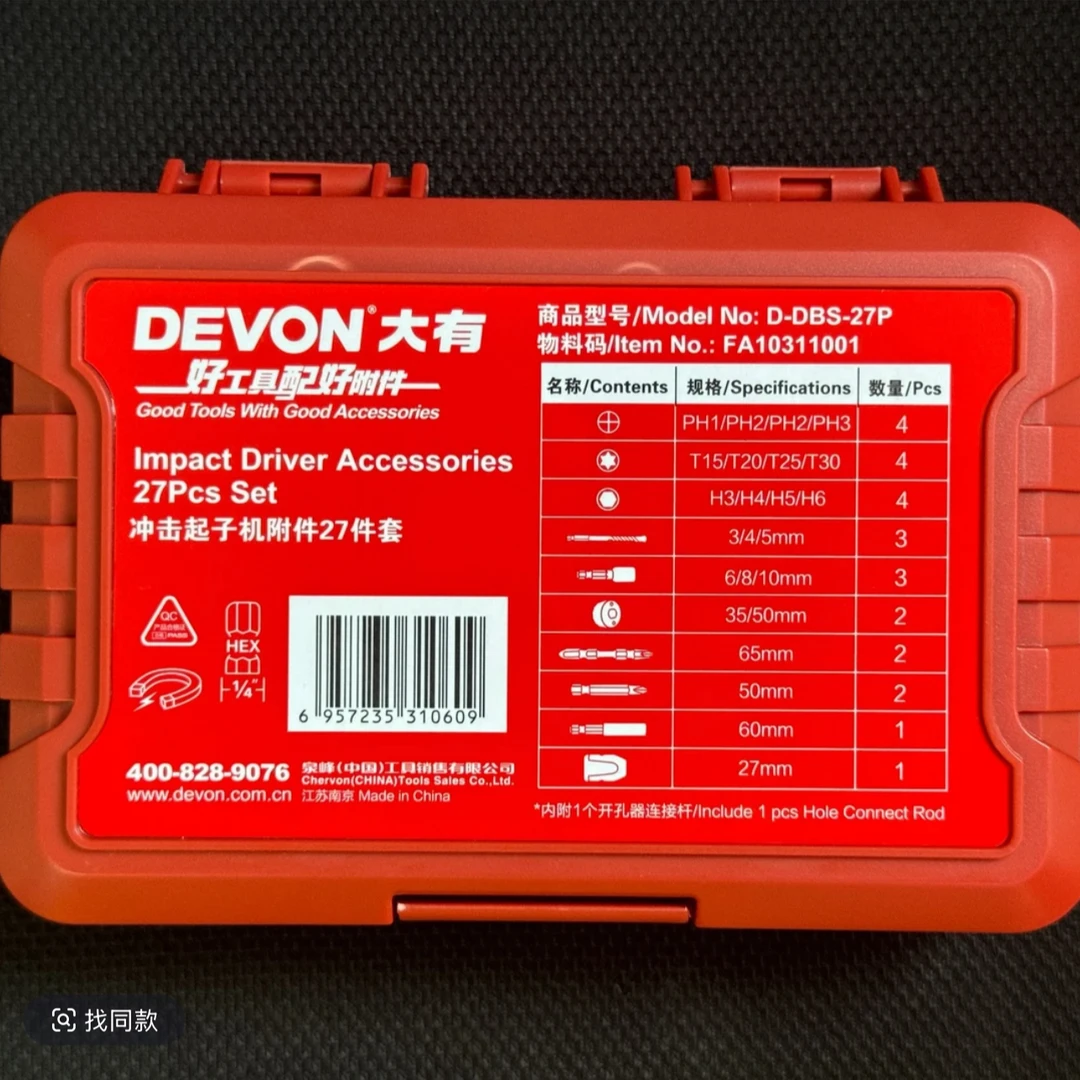 DEVON® 大有
好工具配好附件
Good Tools With Good Accessories
Impact Driver Accessories
27Pcs Set
冲击起子机附件27件套
QC
产品合格证
PASS
HEX
1/4"
6 957235 310609
400-828-9076
www.devon.com.cn
泉峰(中国)工具销售有限公司
Chervon(CHINA)Tools Sales Co.,Ltd.
江苏南京 Made in China
商品型号/Model No: D-DBS-27P
物料码/Item No.: FA10311001
名称/Contents 规格/Specifications 数量/Pcs
PH1/PH2/PH2/PH3 4
T15/T20/T25/T30 4
H3/H4/H5/H6 4
3/4/5mm 3
6/8/10mm 3
35/50mm 2
65mm 2
50mm 2
60mm 1
27mm 1
*内附1个开孔器连接杆/Include 1 pcs Hole Connect Rod
找同款